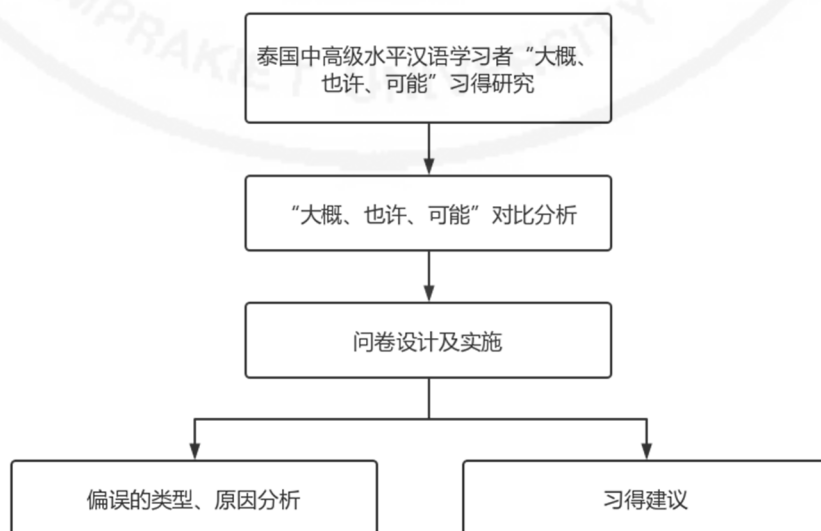 泰国中高级水平汉语学习者“大概、
也许、可能”习得研究
“大概、也许、可能”对比分析
问卷设计及实施
偏误的类型、原因分析
习得建议